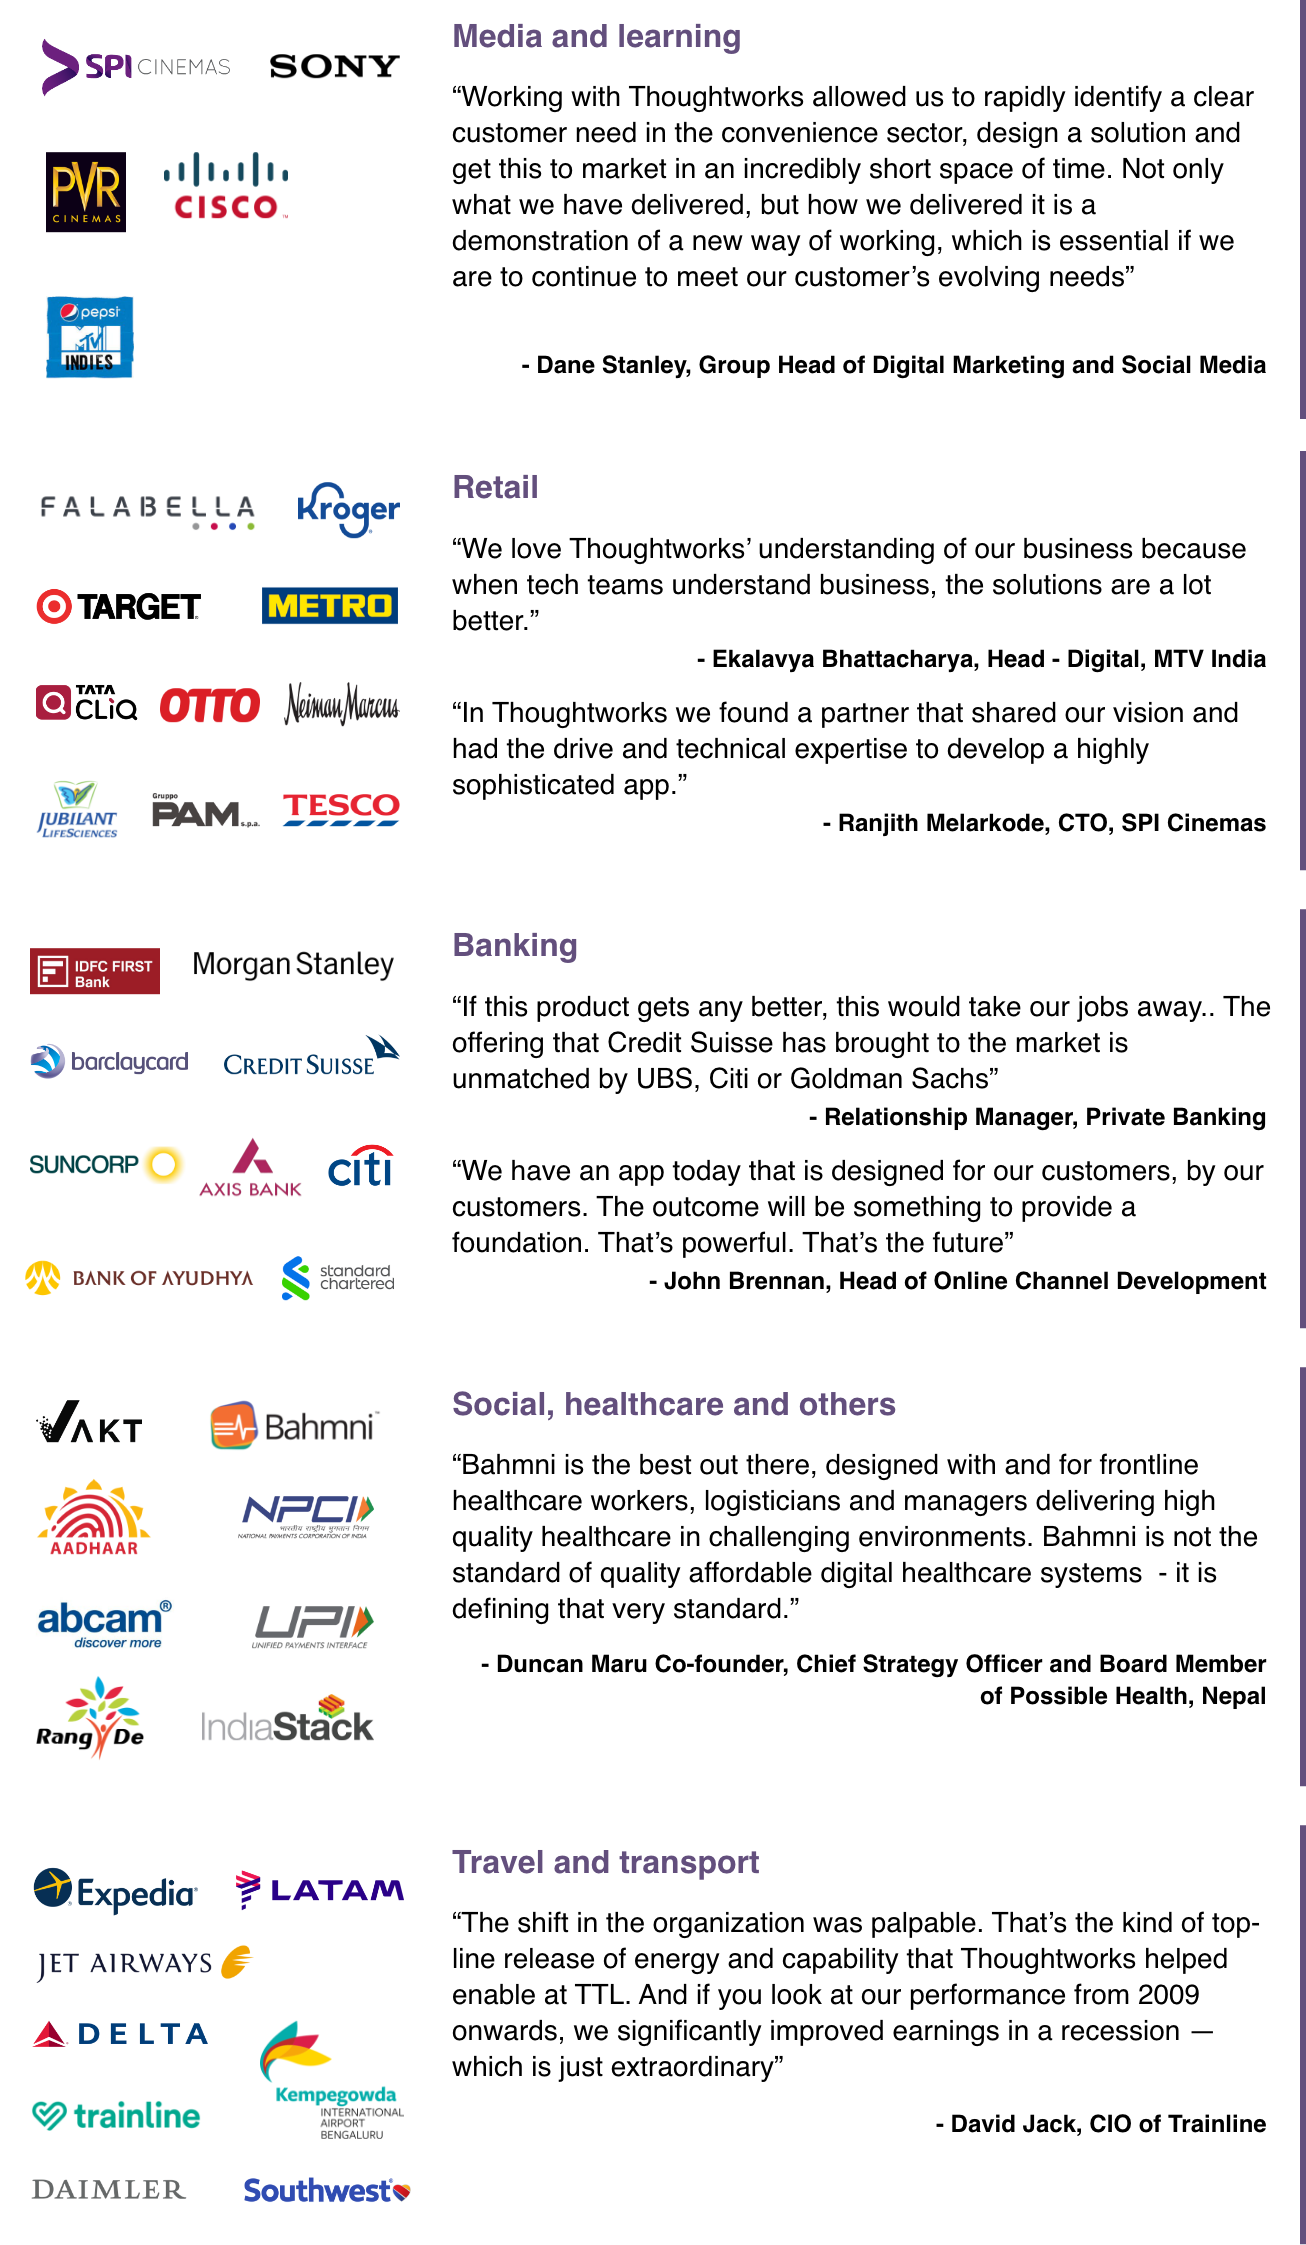 SPI CINEMAS
SONY
PVR
CINEMAS
CISCO
pepsi
MTV
INDIES
Media and learning
“Working with Thoughtworks allowed us to rapidly identify a clear
customer need in the convenience sector, design a solution and
get this to market in an incredibly short space of time. Not only
what we have delivered, but how we delivered it is a
demonstration of a new way of working, which is essential if we
are to continue to meet our customer’s evolving needs”
- Dane Stanley, Group Head of Digital Marketing and Social Media
FALABELLA
Kroger
TARGET
METRO
TATA
CLiQ
OTTO
Neiman Marcus
JUBILANT
LIFESCIENCES
Gruppo
PAM s.p.a.
TESCO
Retail
“We love Thoughtworks’ understanding of our business because
when tech teams understand business, the solutions are a lot
better.”
- Ekalavya Bhattacharya, Head - Digital, MTV India
“In Thoughtworks we found a partner that shared our vision and
had the drive and technical expertise to develop a highly
sophisticated app.”
- Ranjith Melarkode, CTO, SPI Cinemas
IDFC FIRST
Bank
Morgan Stanley
barclaycard
CREDIT SUISSE
SUNCORP
AXIS BANK
citi
BANK OF AYUDHYA
standard
chartered
Banking
“If this product gets any better, this would take our jobs away.. The
offering that Credit Suisse has brought to the market is
unmatched by UBS, Citi or Goldman Sachs”
- Relationship Manager, Private Banking
“We have an app today that is designed for our customers, by our
customers. The outcome will be something to provide a
foundation. That’s powerful. That’s the future”
- John Brennan, Head of Online Channel Development
VAKT
Bahmni™
AADHAAR
NPCI
भारतीय राष्ट्रीय भुगतान निगम
NATIONAL PAYMENTS CORPORATION OF INDIA
abcam®
discover more
UPI
UNIFIED PAYMENTS INTERFACE
Rang De
IndiaStack
Social, healthcare and others
“Bahmni is the best out there, designed with and for frontline
healthcare workers, logisticians and managers delivering high
quality healthcare in challenging environments. Bahmni is not the
standard of quality affordable digital healthcare systems  - it is
defining that very standard.”
- Duncan Maru Co-founder, Chief Strategy Officer and Board Member
of Possible Health, Nepal
Expedia
LATAM
JET AIRWAYS
DELTA
Kempegowda
INTERNATIONAL
AIRPORT
BENGALURU
trainline
DAIMLER
Southwest
Travel and transport
“The shift in the organization was palpable. That’s the kind of top-
line release of energy and capability that Thoughtworks helped
enable at TTL. And if you look at our performance from 2009
onwards, we significantly improved earnings in a recession —
which is just extraordinary”
- David Jack, CIO of Trainline